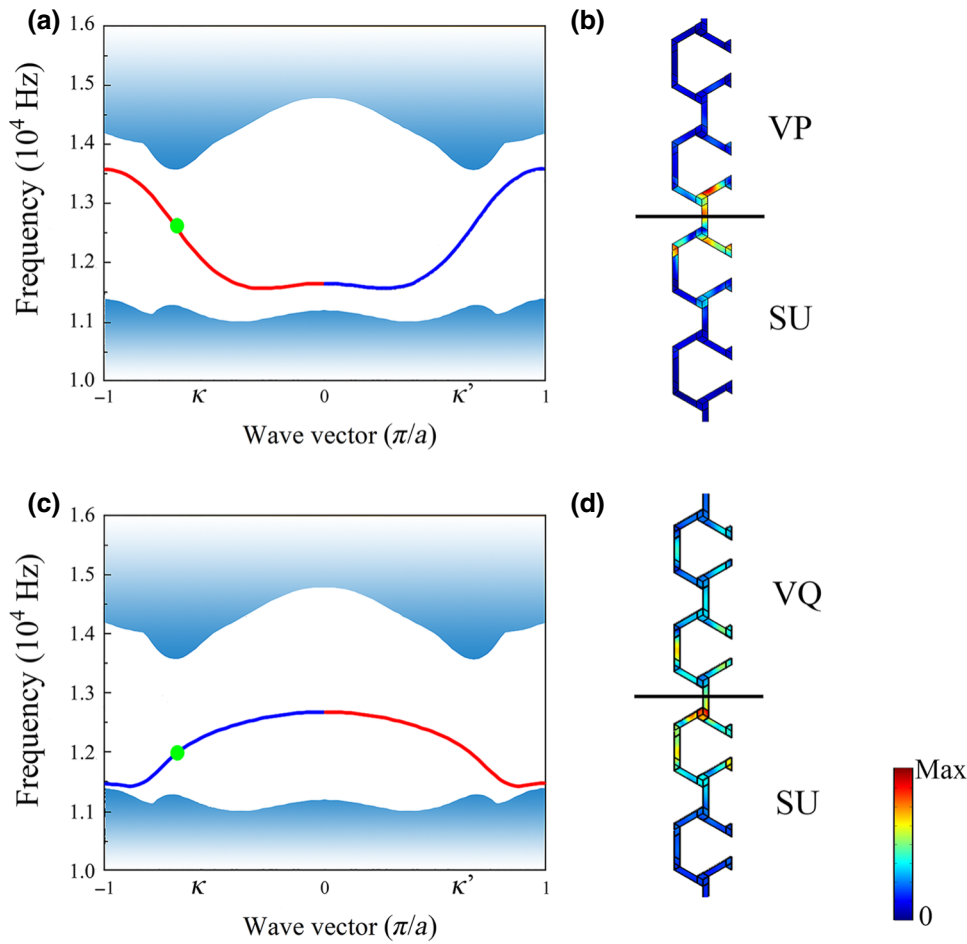 (a)
1.6
1.5
1.4
1.3
1.2
1.1
1.0
Frequency (10⁴ Hz)
−1 κ 0 κ’ 1
Wave vector (π/a)
(b)
VP
SU
(c)
1.6
1.5
1.4
1.3
1.2
1.1
1.0
Frequency (10⁴ Hz)
−1 κ 0 κ’ 1
Wave vector (π/a)
(d)
VQ
SU
Max
0